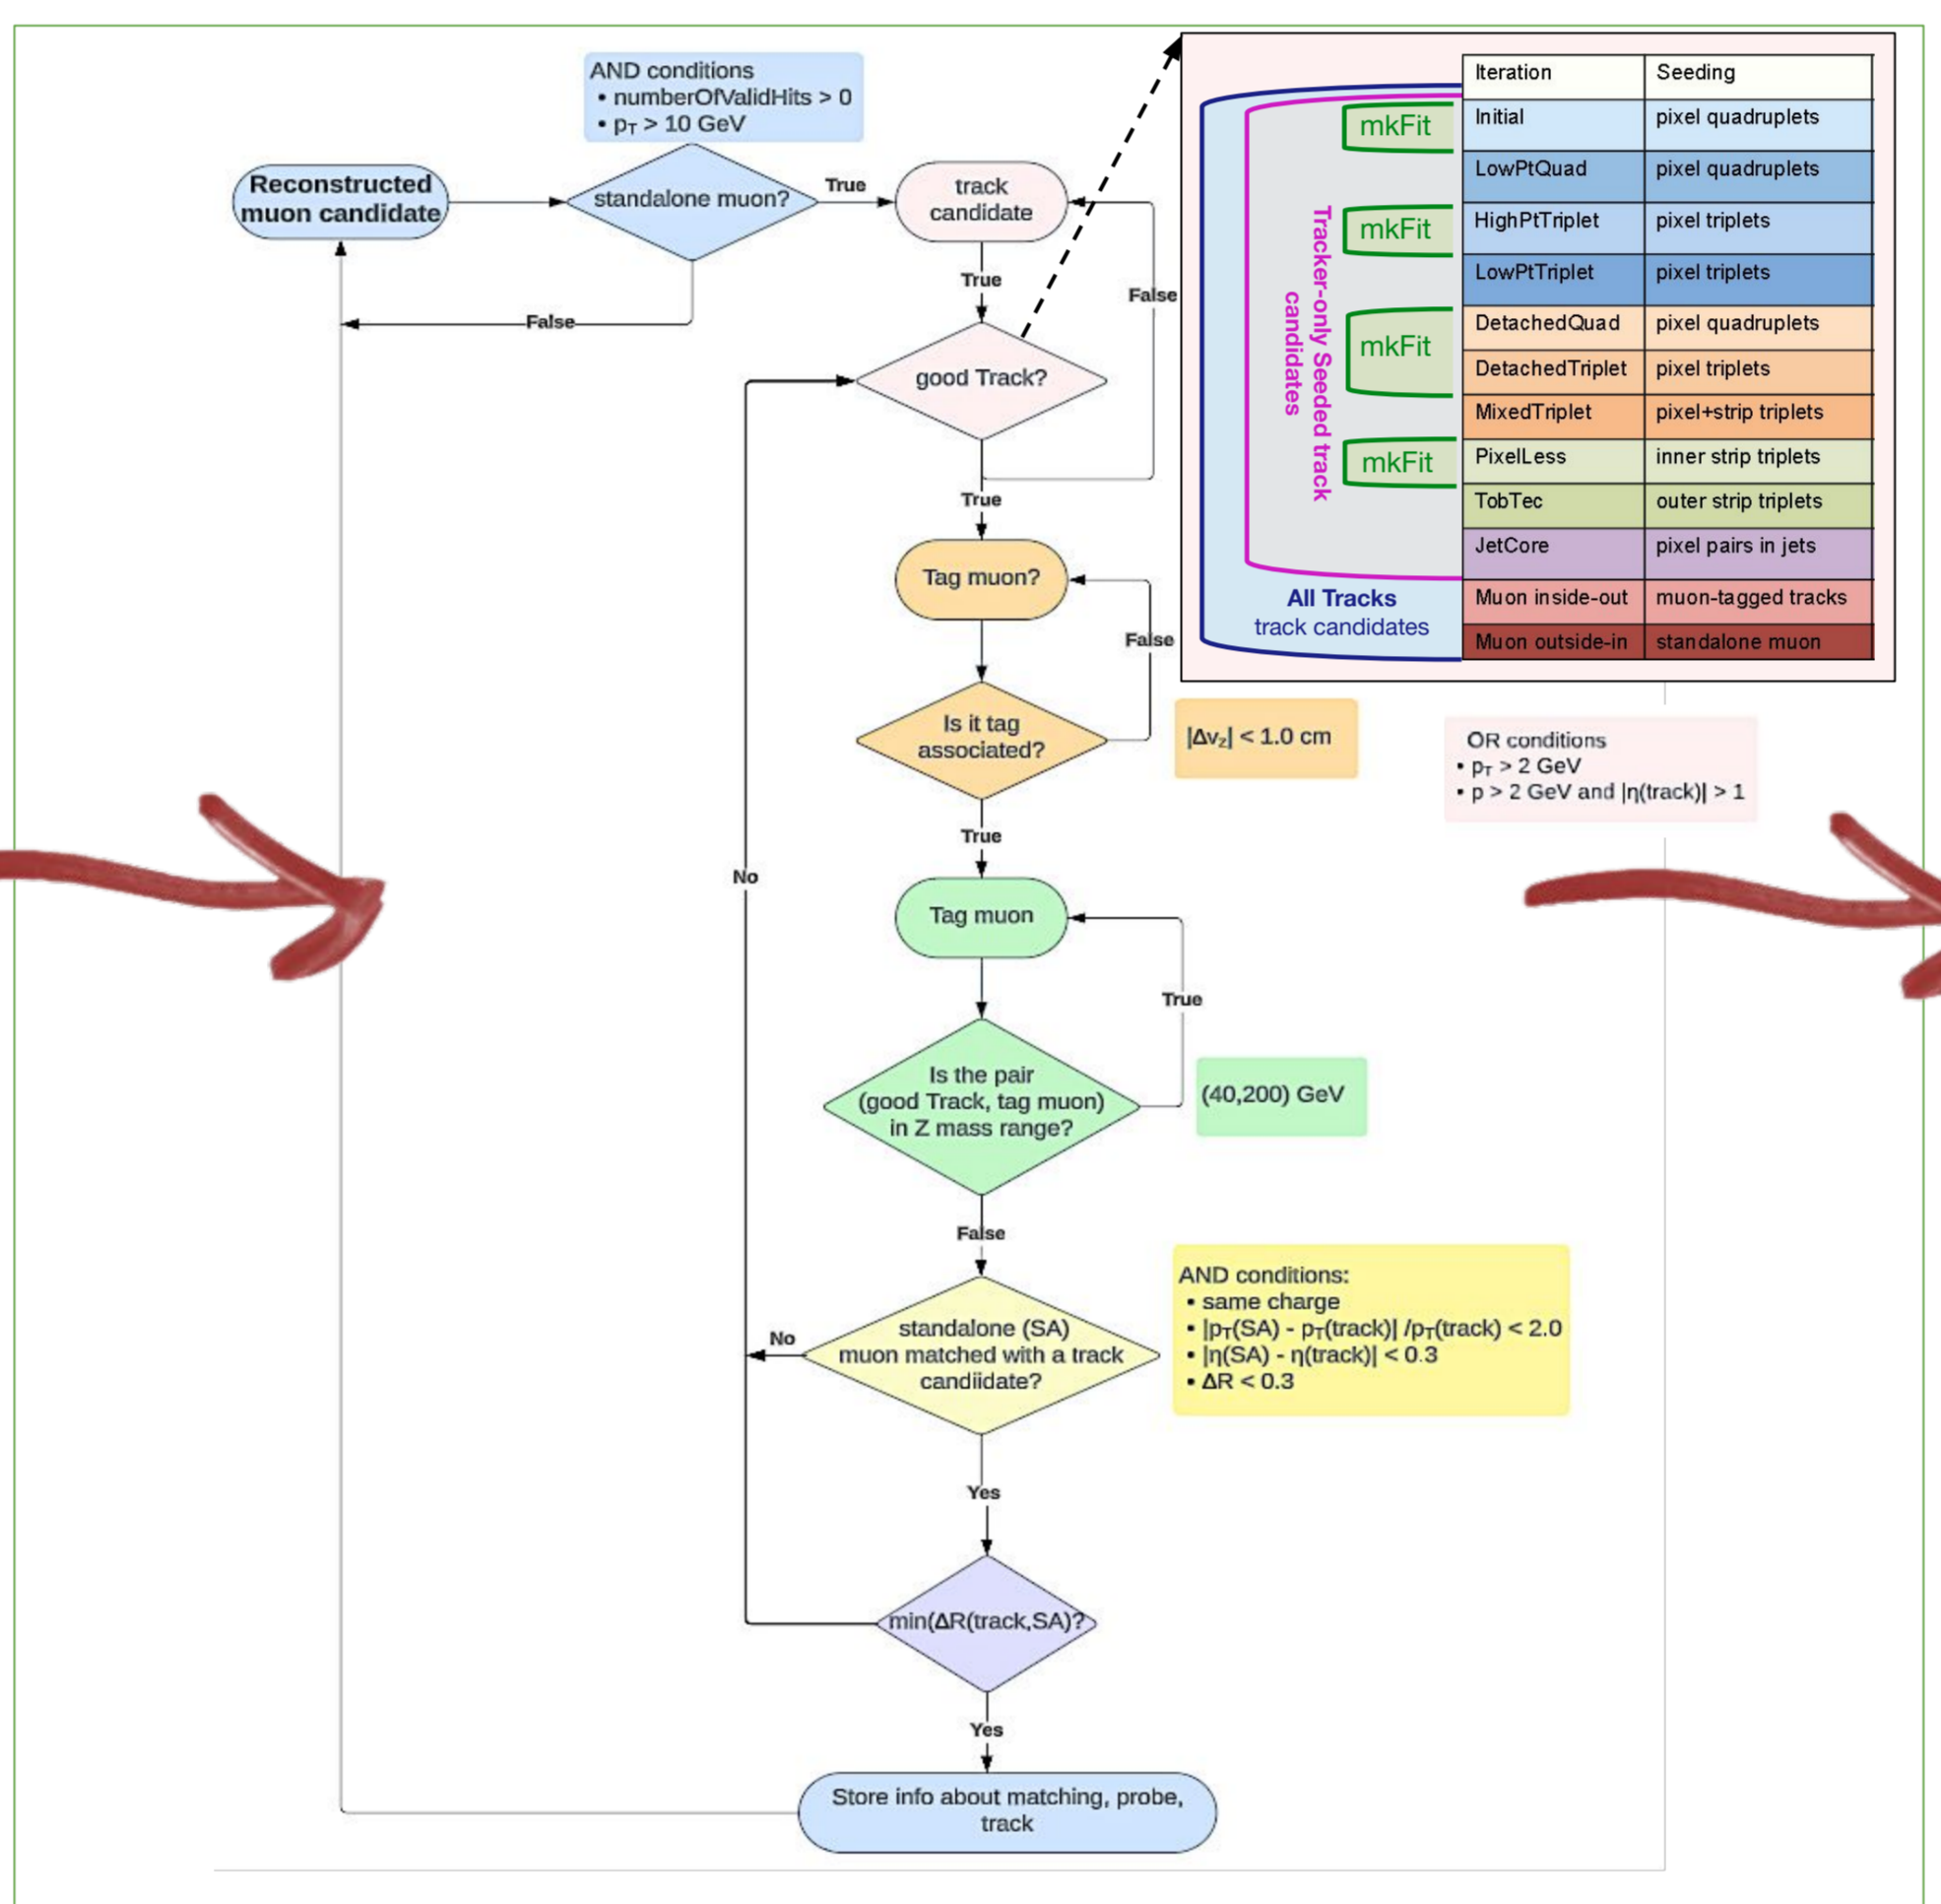 AND conditions
• numberOfValidHits > 0
• pT > 10 GeV
Reconstructed
muon candidate
standalone muon?
True
track
candidate
False
True
False
good Track?
True
Tag muon?
False
Is it tag
associated?
|Δvz| < 1.0 cm
OR conditions
• pT > 2 GeV
• p > 2 GeV and |η(track)| > 1
True
No
Tag muon
True
Is the pair
(good Track, tag muon)
in Z mass range?
(40,200) GeV
False
AND conditions:
• same charge
• |pT(SA) - pT(track)| /pT(track) < 2.0
• |η(SA) - η(track)| < 0.3
• ΔR < 0.3
standalone (SA)
muon matched with a track
candiidate?
No
Yes
min(ΔR(track,SA)?
Yes
Store info about matching, probe,
track
Iteration Seeding
Initial pixel quadruplets
LowPtQuad pixel quadruplets
HighPtTriplet pixel triplets
LowPtTriplet pixel triplets
DetachedQuad pixel quadruplets
DetachedTriplet pixel triplets
MixedTriplet pixel+strip triplets
PixelLess inner strip triplets
TobTec outer strip triplets
JetCore pixel pairs in jets
Muon inside-out muon-tagged tracks
Muon outside-in standalone muon
mkFit
mkFit
mkFit
mkFit
Tracker-only Seeded track
candidates
All Tracks
track candidates